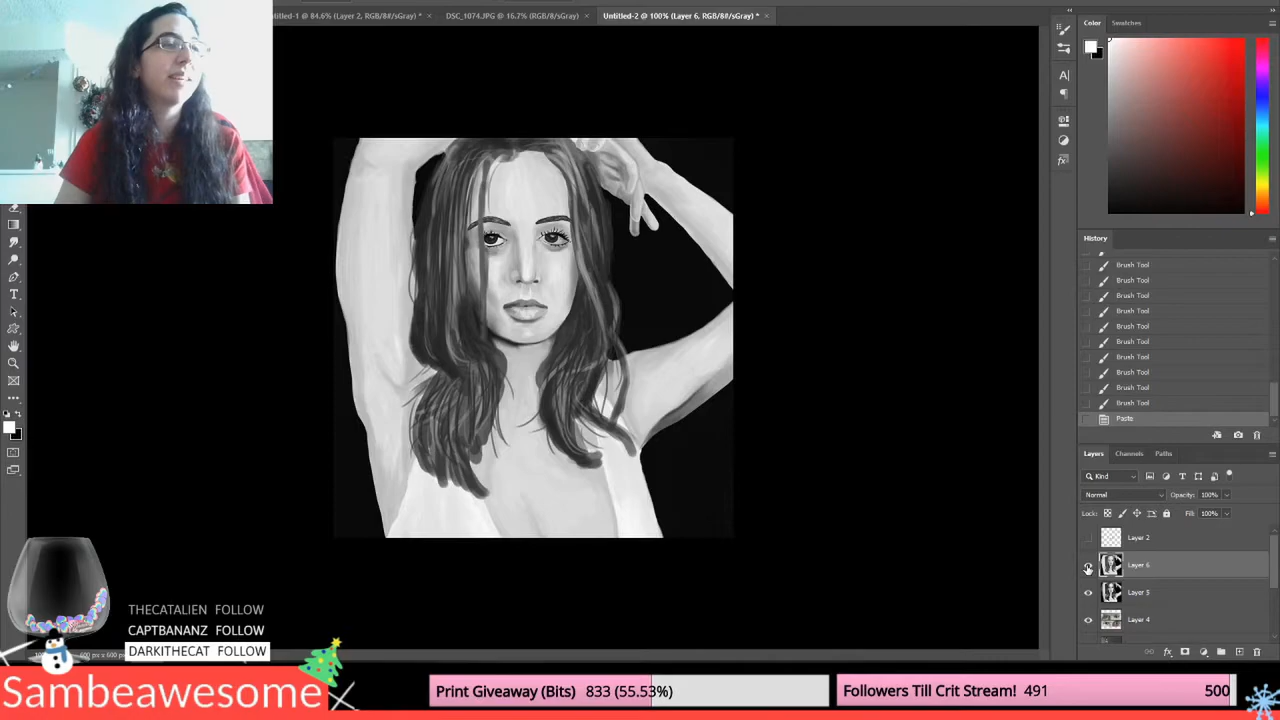 ntitled-1 @ 84.6% (Layer 2, RGB/8#/sGray) * ×
DSC_1074.JPG @ 16.7% (RGB/8/sGray) ×
Untitled-2 @ 100% (Layer 6, RGB/8#/sGray) * ×
Color Swatches
History
Brush Tool
Brush Tool
Brush Tool
Brush Tool
Brush Tool
Brush Tool
Brush Tool
Brush Tool
Brush Tool
Brush Tool
Paste
Layers Channels Paths
Kind
Normal Opacity: 100%
Lock: Fill: 100%
Layer 2
Layer 6
Layer 5
Layer 4
THECATALIEN FOLLOW
CAPTBANANZ FOLLOW
DARKITHECAT FOLLOW
Sambeawesome
Print Giveaway (Bits) 833 (55.53%)
Followers Till Crit Stream! 491 500